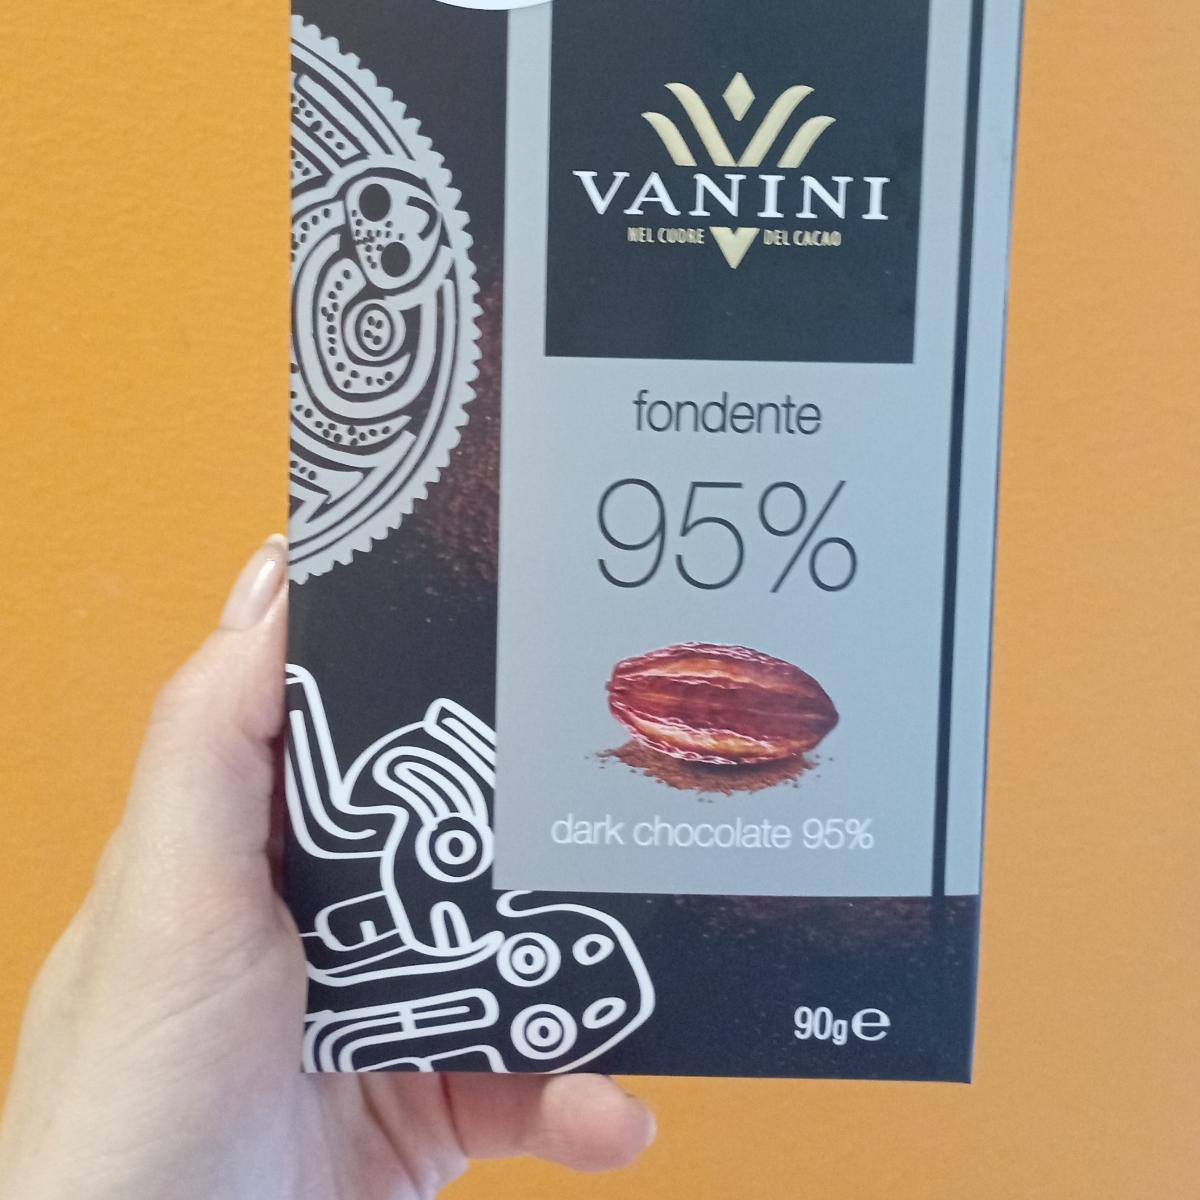 VANINI
NEL CUORE DEL CACAO
fondente
95%
dark chocolate 95%
90g℮